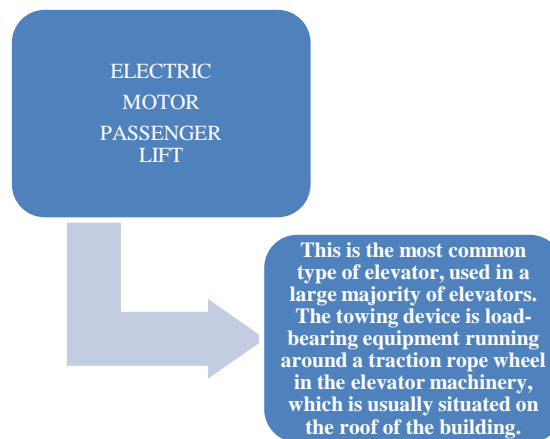 ELECTRIC
MOTOR
PASSENGER
LIFT
This is the most common
type of elevator, used in a
large majority of elevators.
The towing device is load-
bearing equipment running
around a traction rope wheel
in the elevator machinery,
which is usually situated on
the roof of the building.